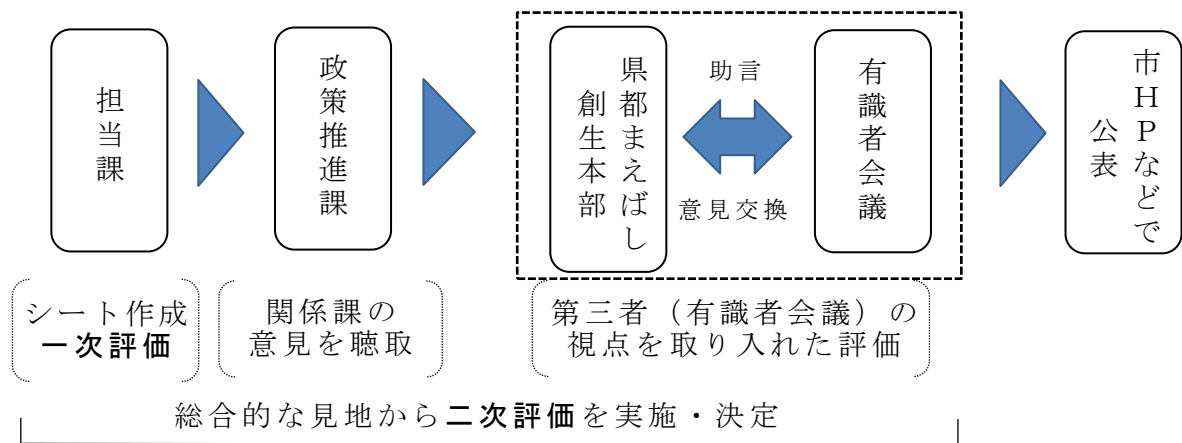 担当課
政策推進課
県都まえばし
創生本部
助言
意見交換
有識者会議
市ＨＰなどで
公表
シート作成
一次評価
関係課の
意見を聴取
第三者（有識者会議）の
視点を取り入れた評価
総合的な見地から二次評価を実施・決定